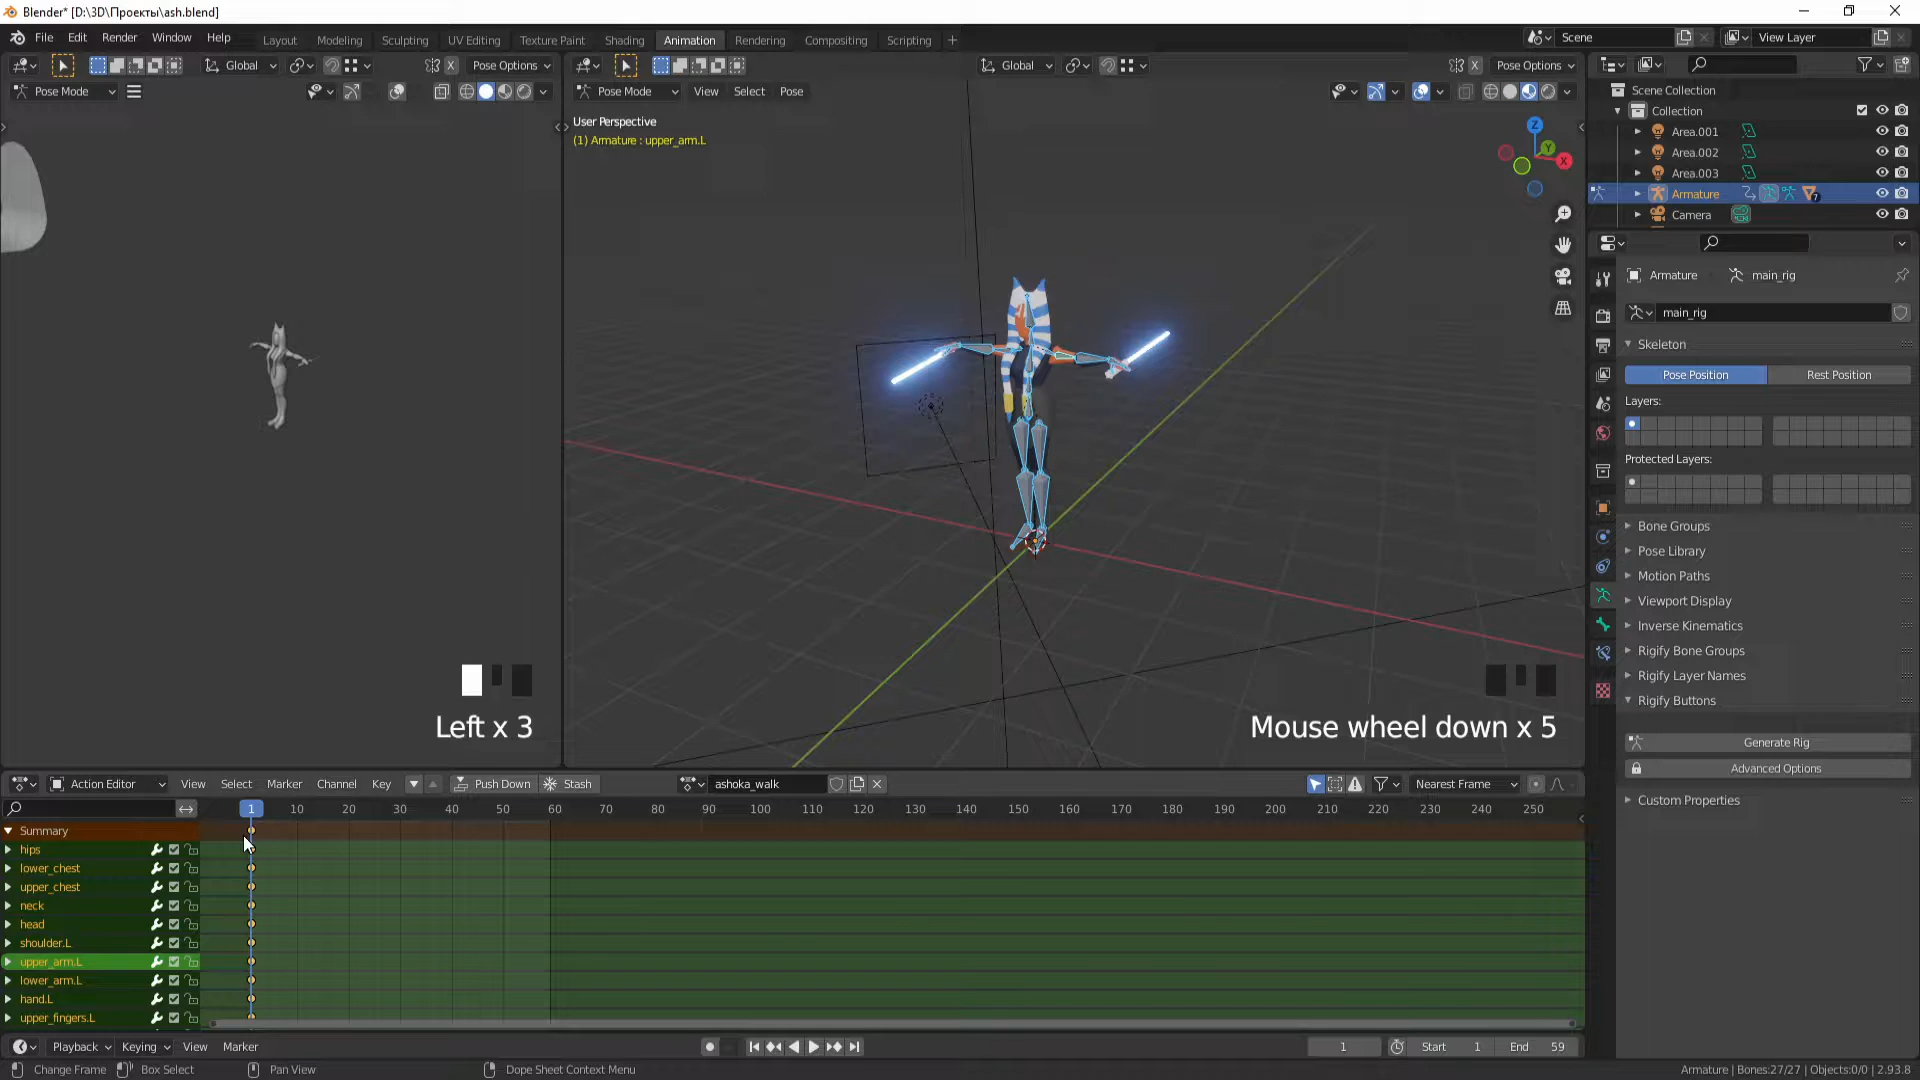 Blender* [D:\3D\Проекты\ash.blend]
File Edit Render Window Help Layout Modeling Sculpting UV Editing Texture Paint Shading Animation Rendering Compositing Scripting + Scene View Layer
Global X Pose Options Global X Pose Options
Pose Mode Pose Mode View Select Pose
User Perspective
(1) Armature : upper_arm.L
Z
Y
X
Scene Collection
Collection
Area.001
Area.002
Area.003
Armature 7
Camera
Armature main_rig
main_rig
Skeleton
Pose Position Rest Position
Layers:
Protected Layers:
Bone Groups
Pose Library
Motion Paths
Viewport Display
Inverse Kinematics
Rigify Bone Groups
Rigify Layer Names
Rigify Buttons
Generate Rig
Advanced Options
Custom Properties
Left x 3
Mouse wheel down x 5
Action Editor View Select Marker Channel Key Push Down Stash ashoka_walk Nearest Frame
1 10 20 30 40 50 60 70 80 90 100 110 120 130 140 150 160 170 180 190 200 210 220 230 240 250
Summary
hips
lower_chest
upper_chest
neck
head
shoulder.L
upper_arm.L
lower_arm.L
hand.L
upper_fingers.L
Playback Keying View Marker 1 Start 1 End 59
Change Frame Box Select Pan View Dope Sheet Context Menu Armature | Bones:27/27 | Objects:0/0 | 2.93.8